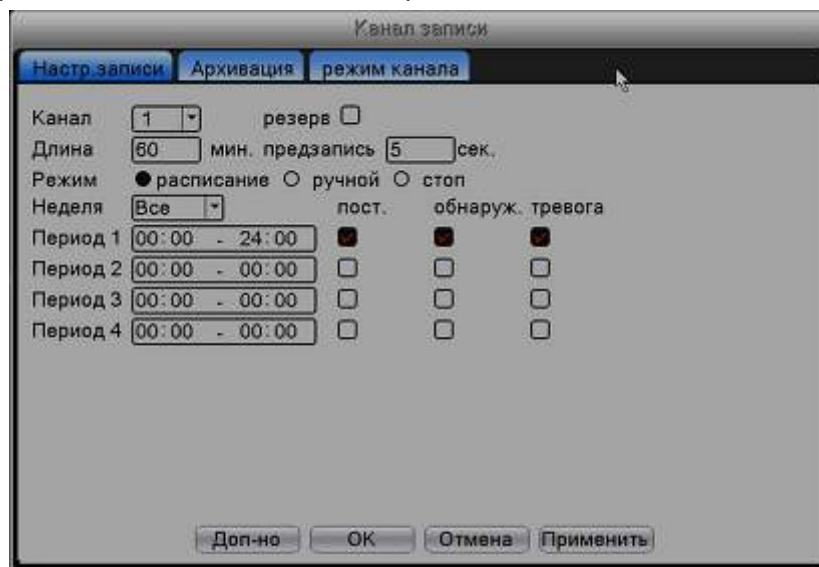 Канал записи
Настр.записи Архивация режим канала
Канал 1 резерв
Длина 60 мин. предзапись 5 сек.
Режим расписание ручной стоп
Неделя Все пост. обнаруж. тревога
Период 1 00:00 - 24:00
Период 2 00:00 - 00:00
Период 3 00:00 - 00:00
Период 4 00:00 - 00:00
Доп-но OK Отмена Применить